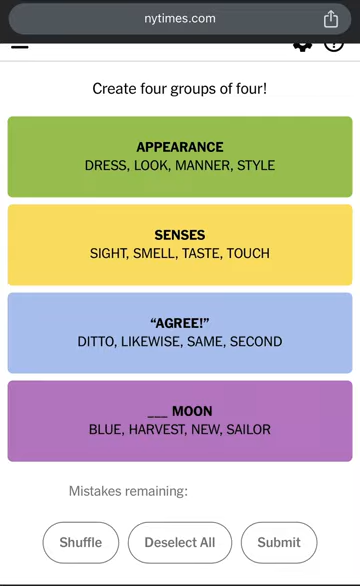 nytimes.com
Create four groups of four!
APPEARANCE
DRESS, LOOK, MANNER, STYLE
SENSES
SIGHT, SMELL, TASTE, TOUCH
“AGREE!”
DITTO, LIKEWISE, SAME, SECOND
___ MOON
BLUE, HARVEST, NEW, SAILOR
Mistakes remaining:
Shuffle
Deselect All
Submit